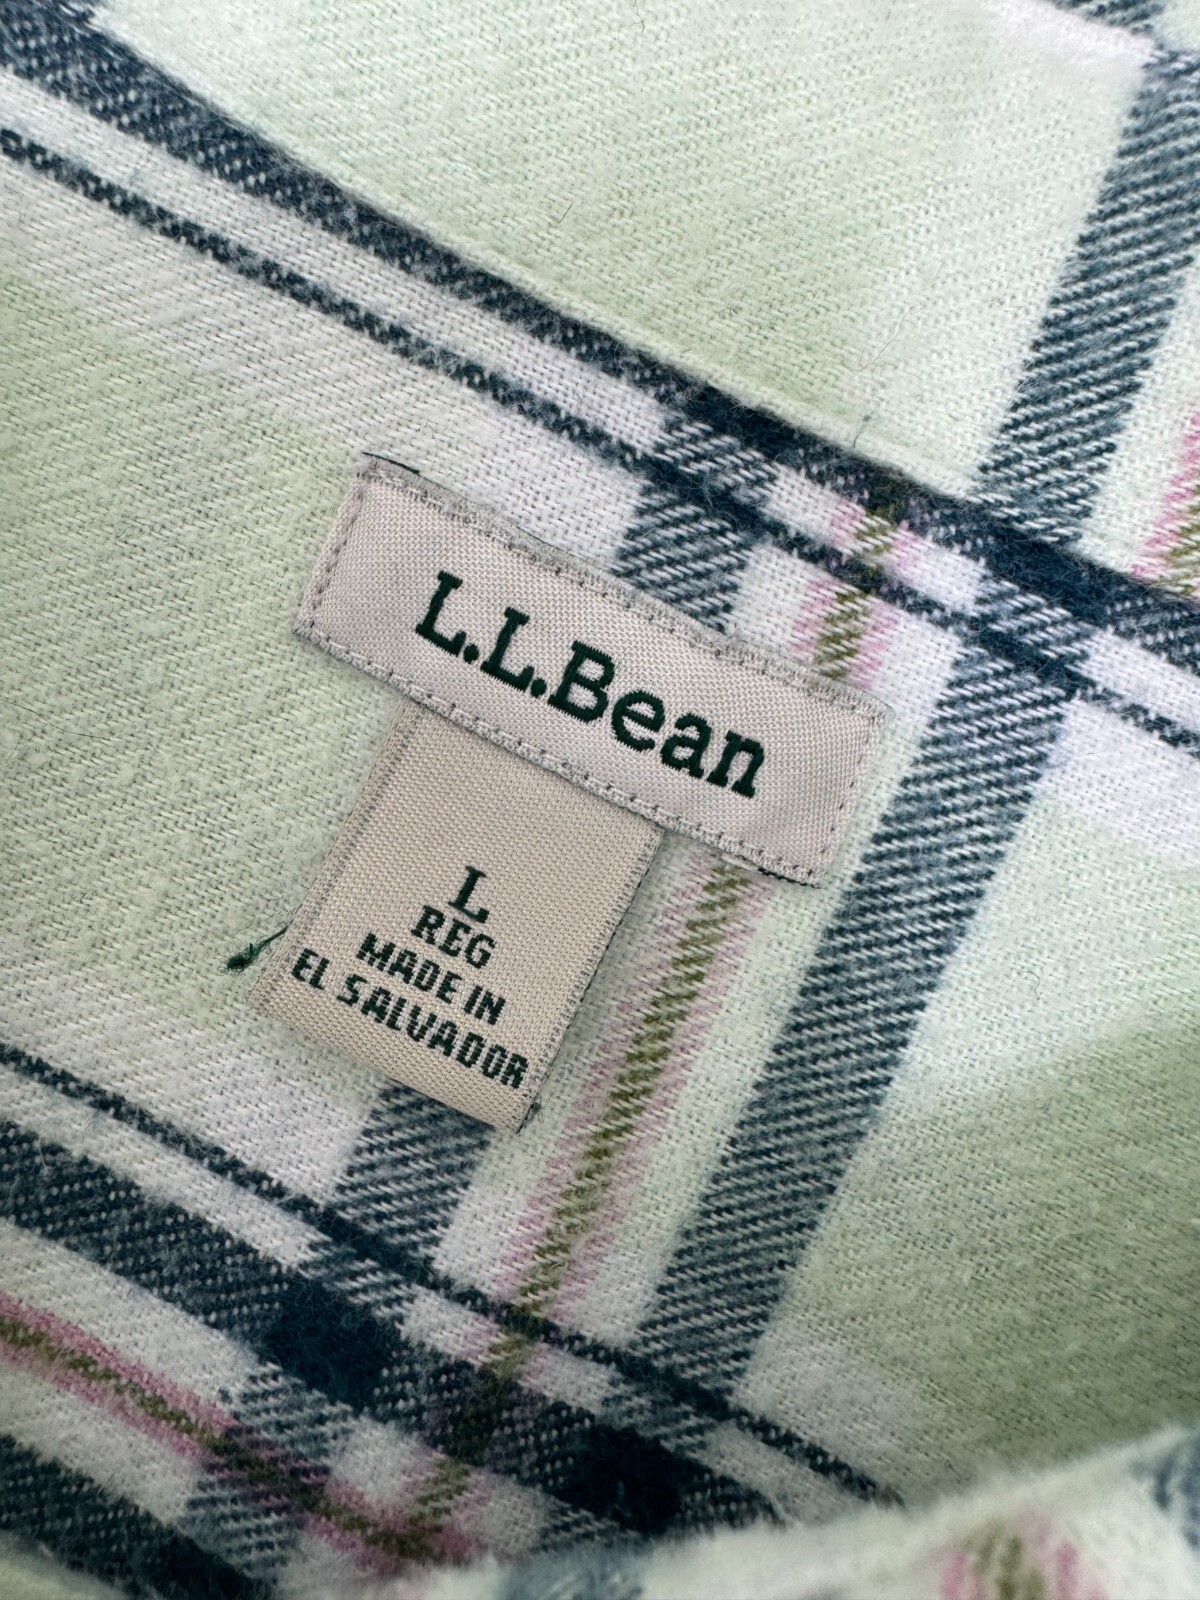 L.L.Bean
L
REG
MADE IN
EL SALVADOR